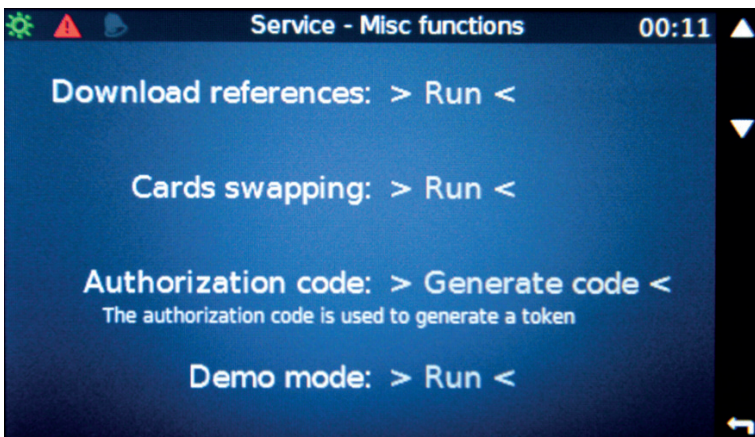 Service - Misc functions 00:11
Download references: > Run <
Cards swapping: > Run <
Authorization code: > Generate code <
The authorization code is used to generate a token
Demo mode: > Run <